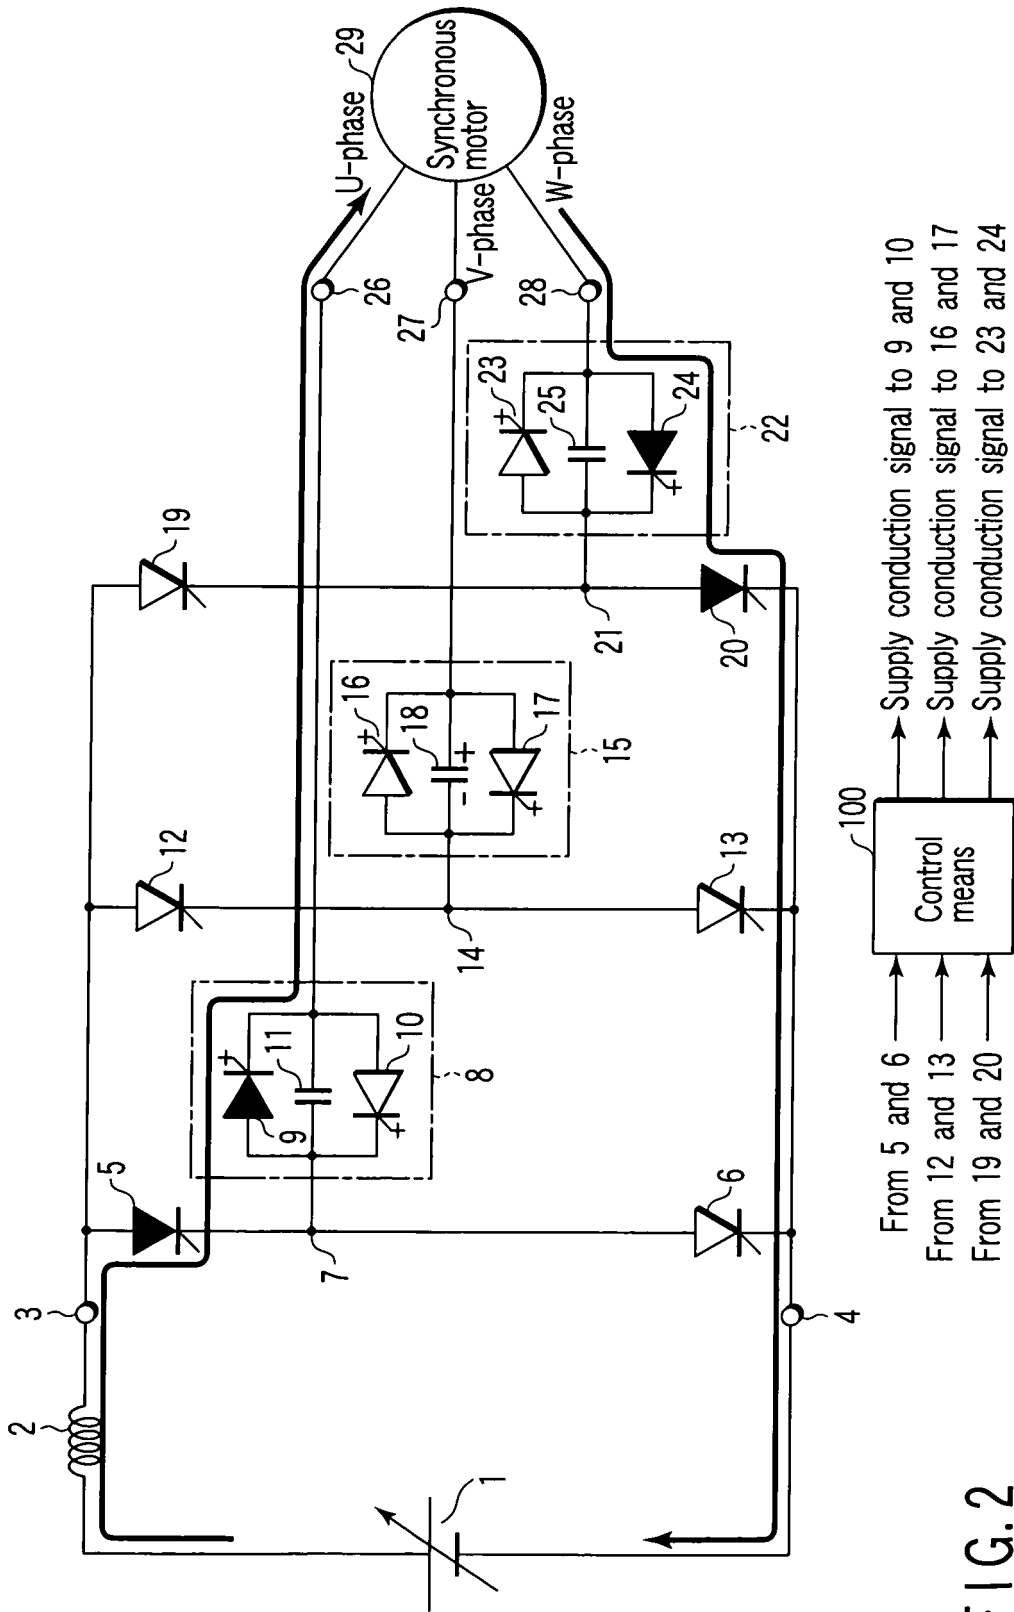 1
2
3
4
5
6
7
8
9
10
11
12
13
14
15
16
17
18
- +
19
20
21
22
23
24
25
26
27
28
29
+
+
+
+
+
+
U-phase
V-phase
W-phase
Synchronous
motor
100
Control
means
From 5 and 6
From 12 and 13
From 19 and 20
Supply conduction signal to 9 and 10
Supply conduction signal to 16 and 17
Supply conduction signal to 23 and 24
FIG. 2